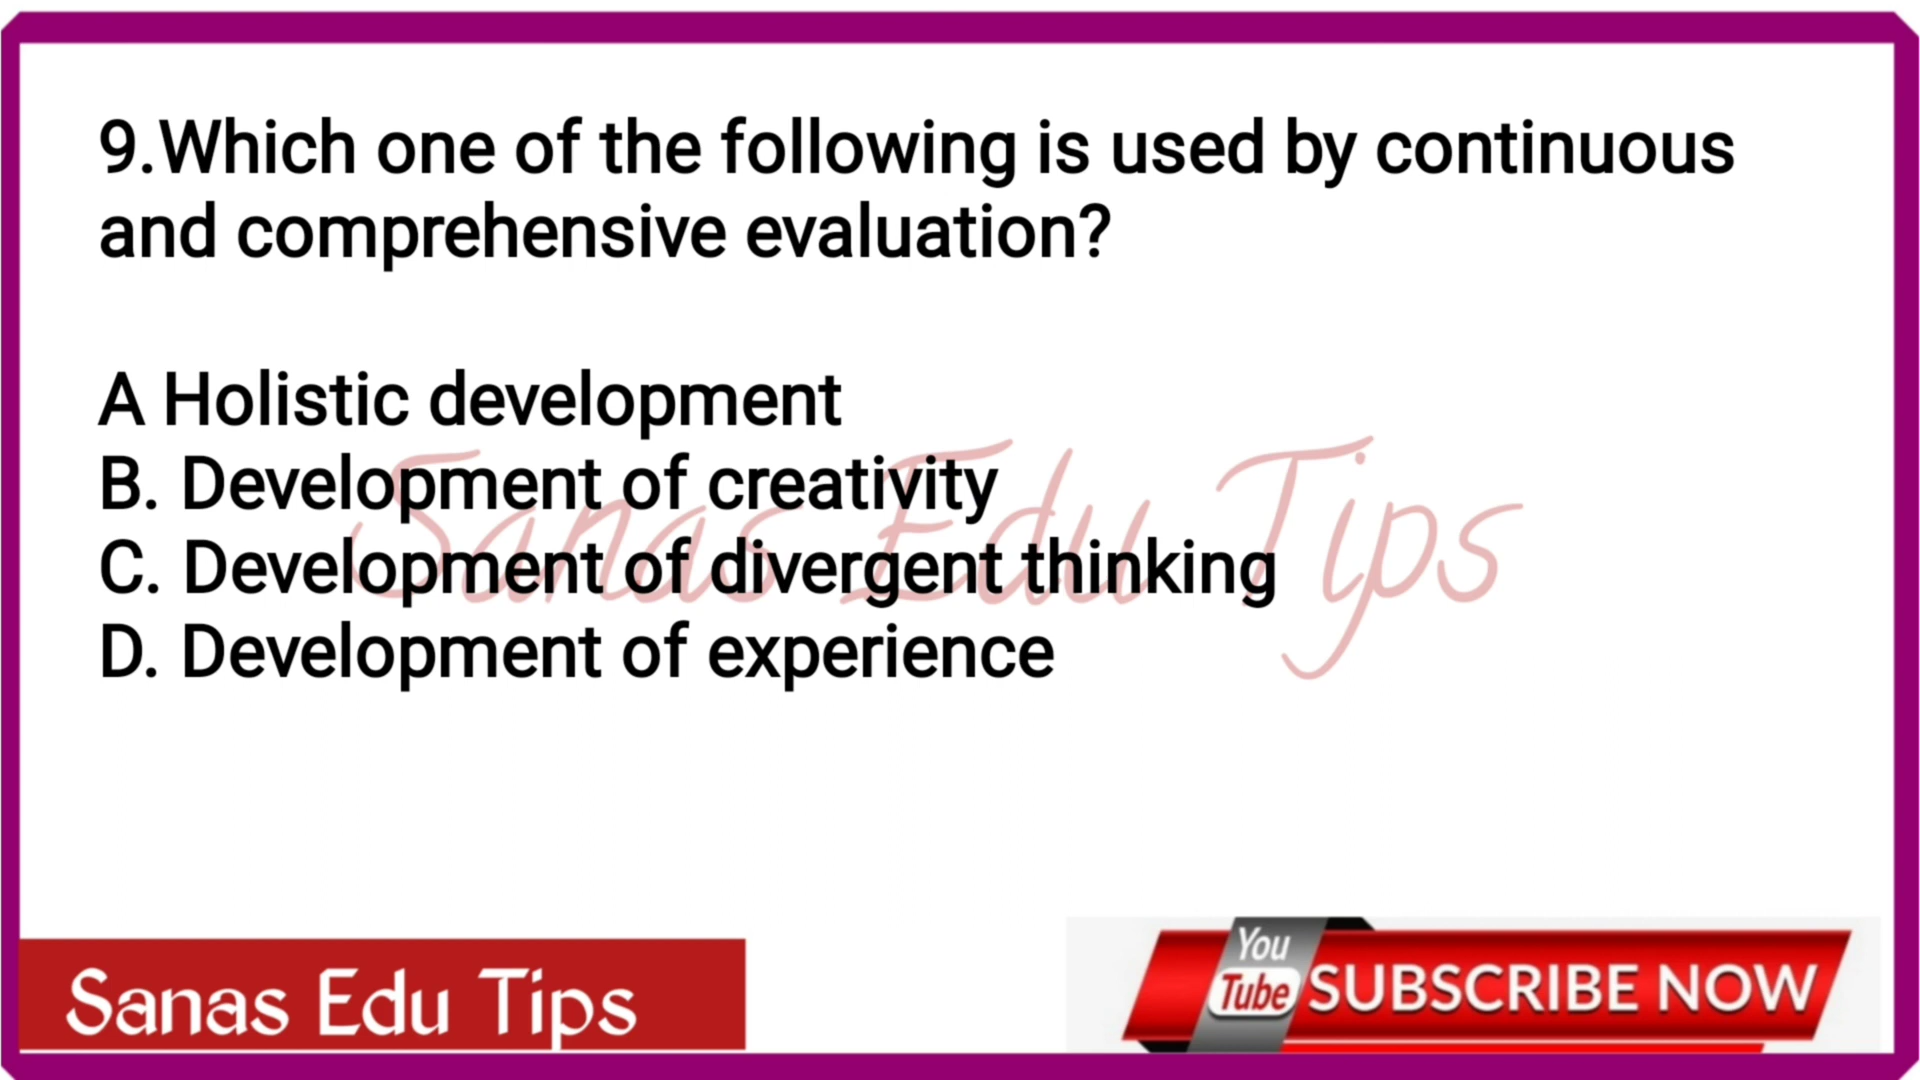 9.Which one of the following is used by continuous
and comprehensive evaluation?
A Holistic development
B. Development of creativity
C. Development of divergent thinking
D. Development of experience
Sanas Edu Tips
Sanas Edu Tips
You
Tube SUBSCRIBE NOW